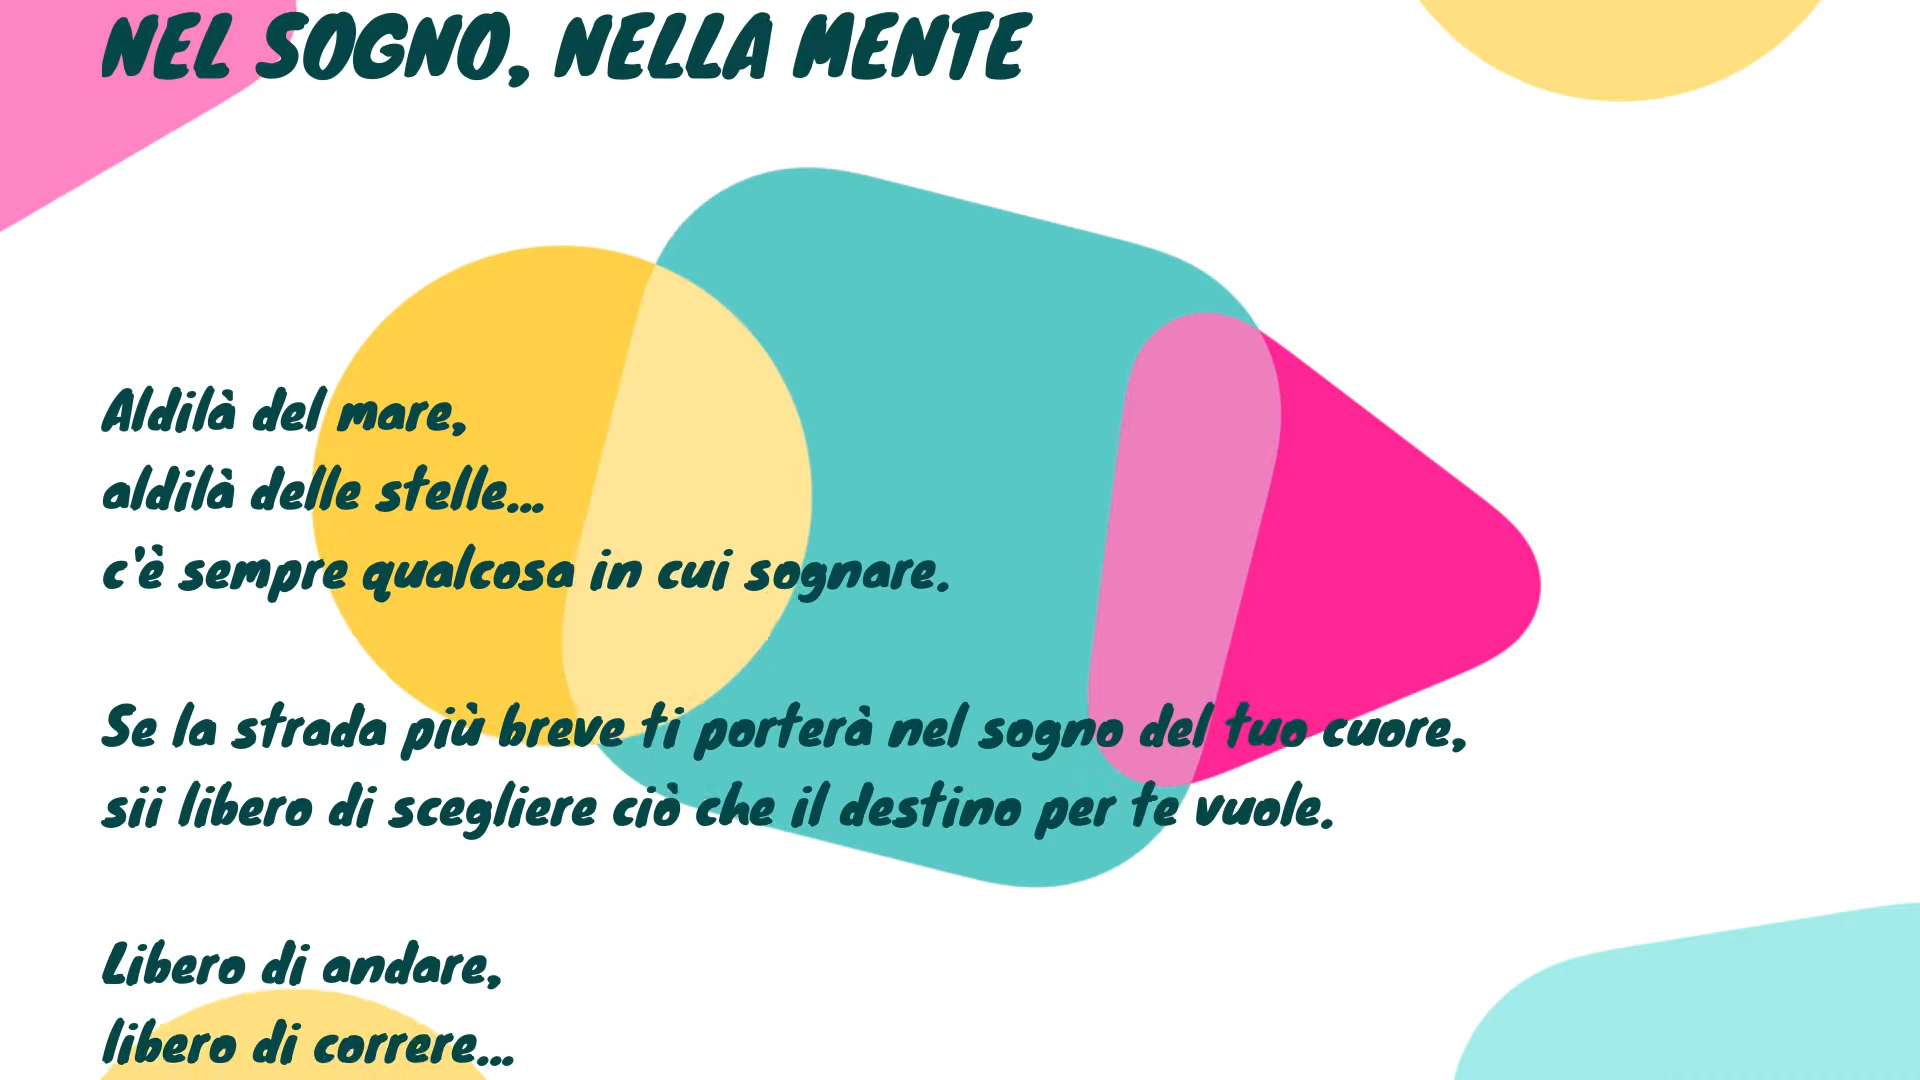 NEL SOGNO, NELLA MENTE
Aldilà del mare,
aldilà delle stelle...
c'è sempre qualcosa in cui sognare.
Se la strada più breve ti porterà nel sogno del tuo cuore,
sii libero di scegliere ciò che il destino per te vuole.
Libero di andare,
libero di correre...